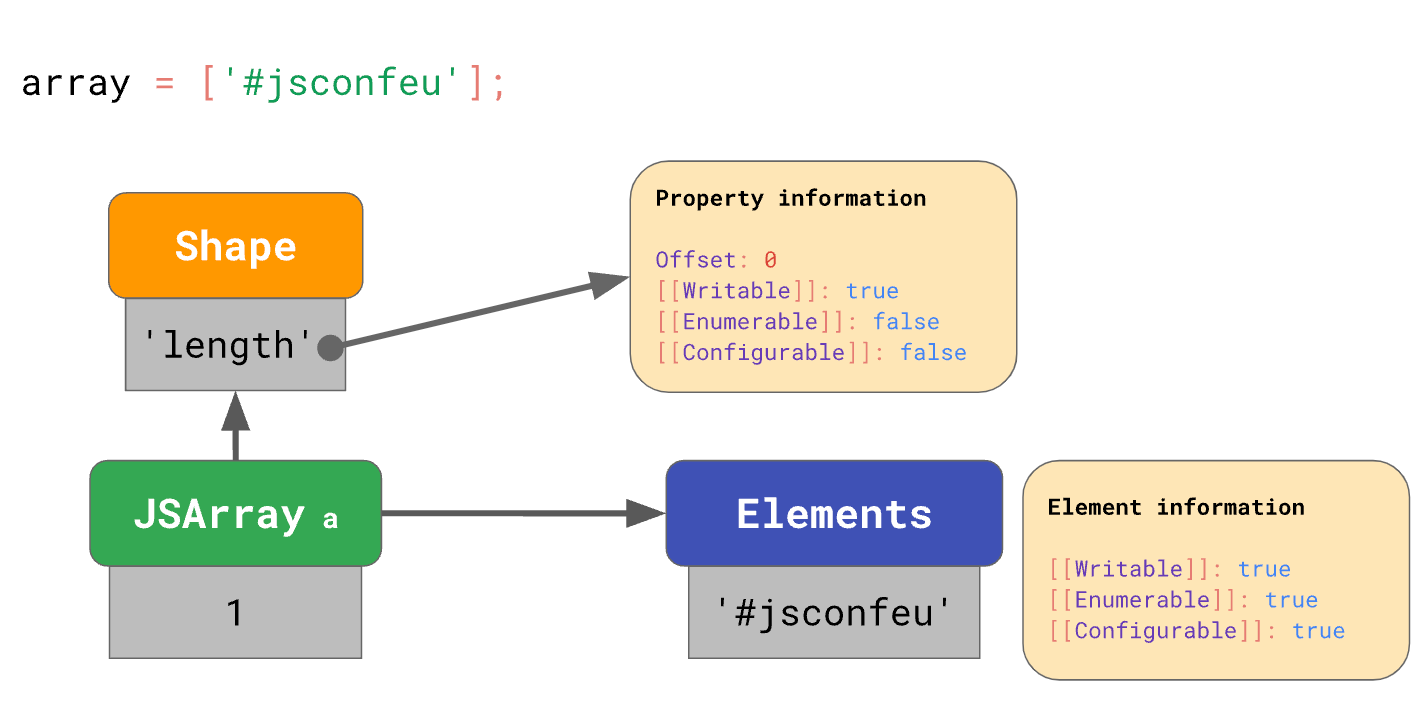 array = ['#jsconfeu'];
Shape
'length'
Property information
Offset: 0
[[Writable]]: true
[[Enumerable]]: false
[[Configurable]]: false
JSArray a
1
Elements
'#jsconfeu'
Element information
[[Writable]]: true
[[Enumerable]]: true
[[Configurable]]: true